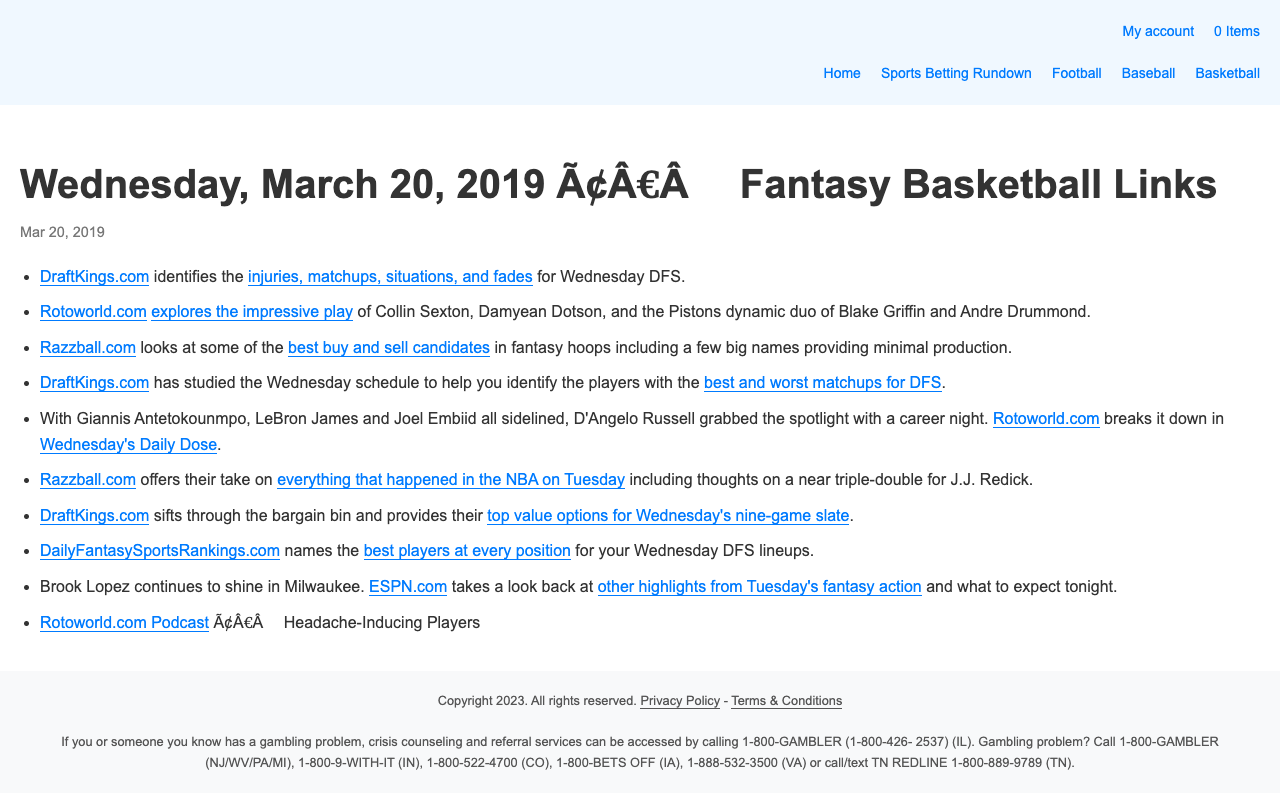 My account 0 Items
Home Sports Betting Rundown Football Baseball Basketball
Wednesday, March 20, 2019 Ã¢Â€Â Fantasy Basketball Links
Mar 20, 2019
• DraftKings.com identifies the injuries, matchups, situations, and fades for Wednesday DFS.
• Rotoworld.com explores the impressive play of Collin Sexton, Damyean Dotson, and the Pistons dynamic duo of Blake Griffin and Andre Drummond.
• Razzball.com looks at some of the best buy and sell candidates in fantasy hoops including a few big names providing minimal production.
• DraftKings.com has studied the Wednesday schedule to help you identify the players with the best and worst matchups for DFS.
• With Giannis Antetokounmpo, LeBron James and Joel Embiid all sidelined, D'Angelo Russell grabbed the spotlight with a career night. Rotoworld.com breaks it down in
Wednesday's Daily Dose.
• Razzball.com offers their take on everything that happened in the NBA on Tuesday including thoughts on a near triple-double for J.J. Redick.
• DraftKings.com sifts through the bargain bin and provides their top value options for Wednesday's nine-game slate.
• DailyFantasySportsRankings.com names the best players at every position for your Wednesday DFS lineups.
• Brook Lopez continues to shine in Milwaukee. ESPN.com takes a look back at other highlights from Tuesday's fantasy action and what to expect tonight.
• Rotoworld.com Podcast Ã¢Â€Â Headache-Inducing Players
Copyright 2023. All rights reserved. Privacy Policy - Terms & Conditions
If you or someone you know has a gambling problem, crisis counseling and referral services can be accessed by calling 1-800-GAMBLER (1-800-426- 2537) (IL). Gambling problem? Call 1-800-GAMBLER
(NJ/WV/PA/MI), 1-800-9-WITH-IT (IN), 1-800-522-4700 (CO), 1-800-BETS OFF (IA), 1-888-532-3500 (VA) or call/text TN REDLINE 1-800-889-9789 (TN).